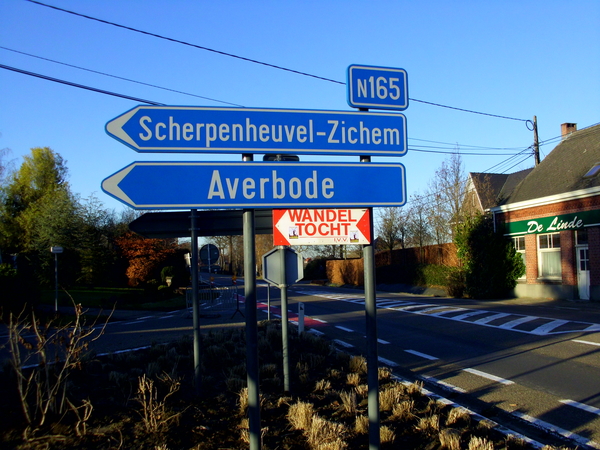 N165
Scherpenheuvel-Zichem
Averbode
WANDEL
TOCHT
I.V.V
De Linde